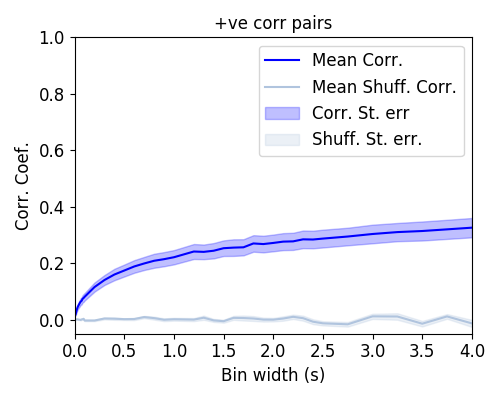 +ve corr pairs
1.0
0.8
0.6
0.4
0.2
0.0
Corr. Coef.
Mean Corr.
Mean Shuff. Corr.
Corr. St. err
Shuff. St. err.
0.0 0.5 1.0 1.5 2.0 2.5 3.0 3.5 4.0
Bin width (s)